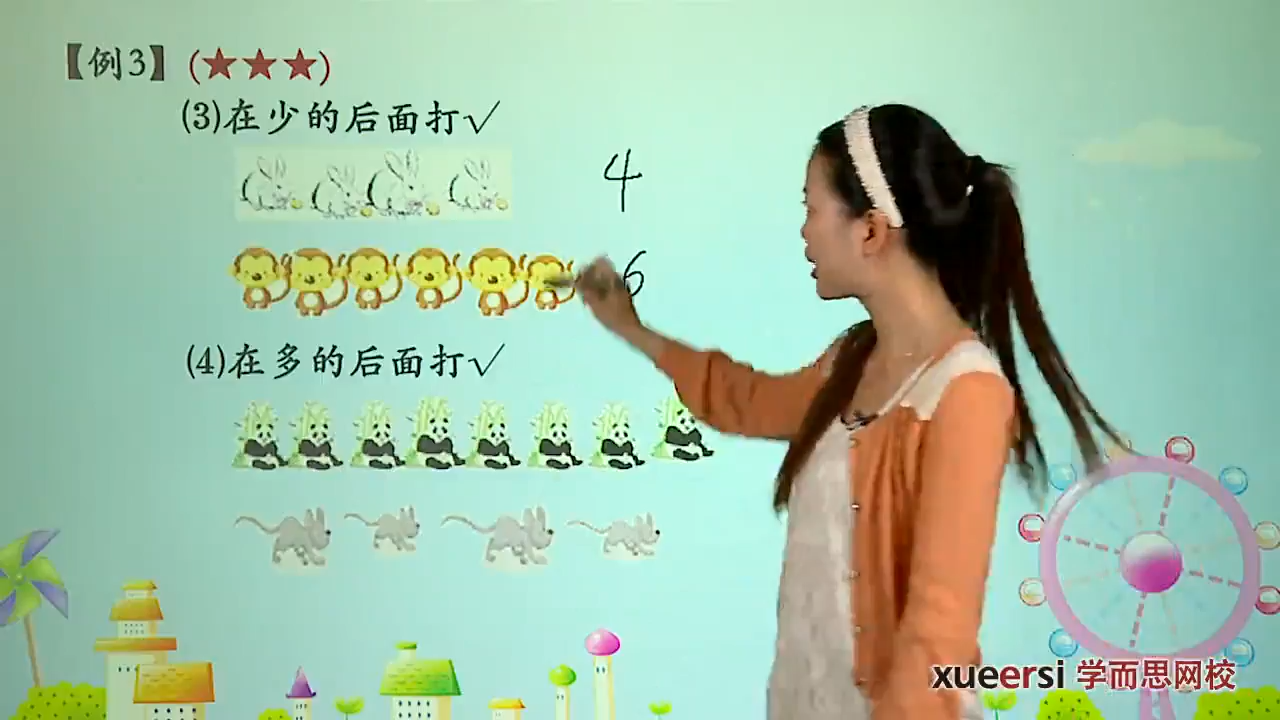 【例3】(★★★)
(3)在少的后面打√
4
6
(4)在多的后面打√
xueersi 学而思网校